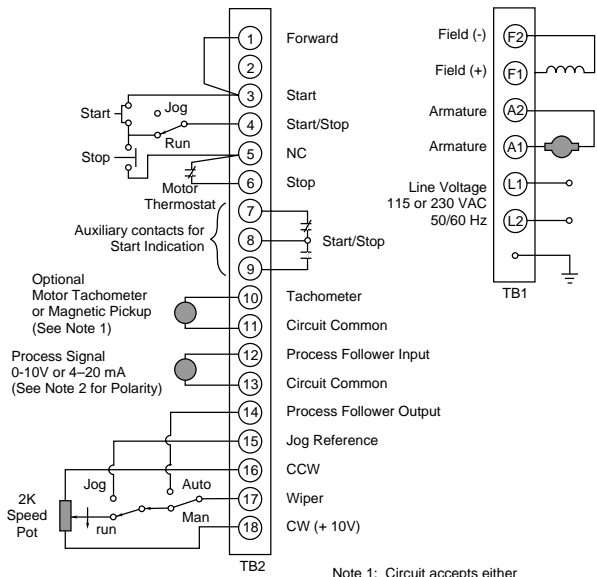 1 Forward
2
3 Start
4 Start/Stop
5 NC
6 Stop
7
8 Start/Stop
9
10 Tachometer
11 Circuit Common
12 Process Follower Input
13 Circuit Common
14 Process Follower Output
15 Jog Reference
16 CCW
17 Wiper
18 CW (+ 10V)
TB2
Start
Jog
Run
Stop
Motor
Thermostat
Auxiliary contacts for
Start Indication
Optional
Motor Tachometer
or Magnetic Pickup
(See Note 1)
Process Signal
0-10V or 4–20 mA
(See Note 2 for Polarity)
Jog
Auto
2K
Speed
Pot
run
Man
Field (-) F2
Field (+) F1
Armature A2
Armature A1
Line Voltage
115 or 230 VAC
50/60 Hz
L1
L2
TB1
Note 1: Circuit accepts either